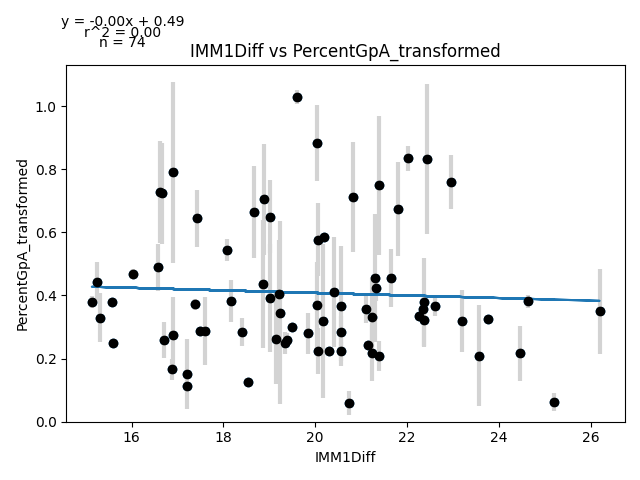 y = -0.00x + 0.49
r^2 = 0.00
n = 74
IMM1Diff vs PercentGpA_transformed
PercentGpA_transformed
1.0
0.8
0.6
0.4
0.2
0.0
16 18 20 22 24 26
IMM1Diff